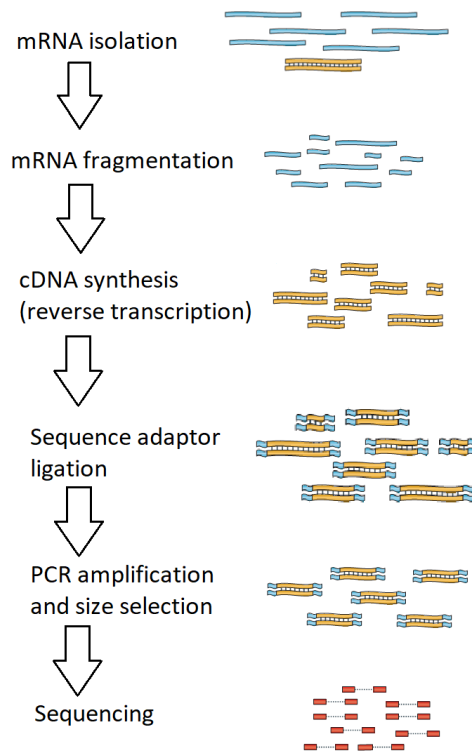 mRNA isolation
mRNA fragmentation
cDNA synthesis
(reverse transcription)
Sequence adaptor
ligation
PCR amplification
and size selection
Sequencing